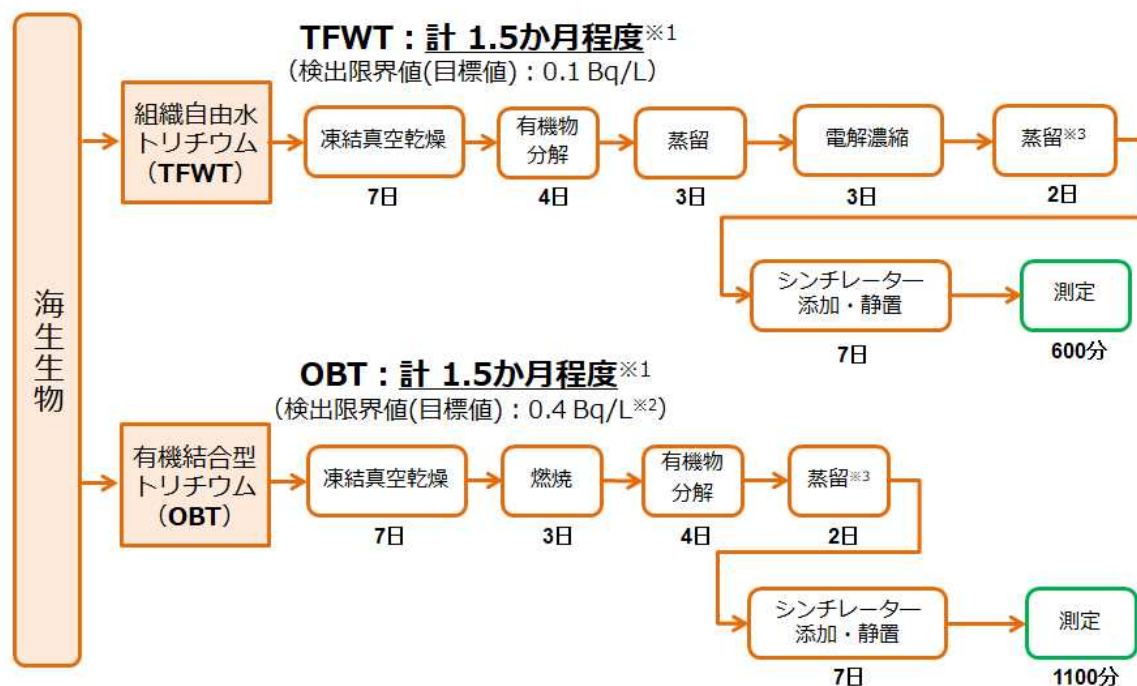 海生生物
TFWT：計 1.5か月程度※1
（検出限界値(目標値)：0.1 Bq/L）
組織自由水
トリチウム
（TFWT）
凍結真空乾燥
7日
有機物
分解
4日
蒸留
3日
電解濃縮
3日
蒸留※3
2日
シンチレーター
添加・静置
7日
測定
600分
OBT：計 1.5か月程度※1
（検出限界値(目標値)：0.4 Bq/L※2）
有機結合型
トリチウム
（OBT）
凍結真空乾燥
7日
燃焼
3日
有機物
分解
4日
蒸留※3
2日
シンチレーター
添加・静置
7日
測定
1100分